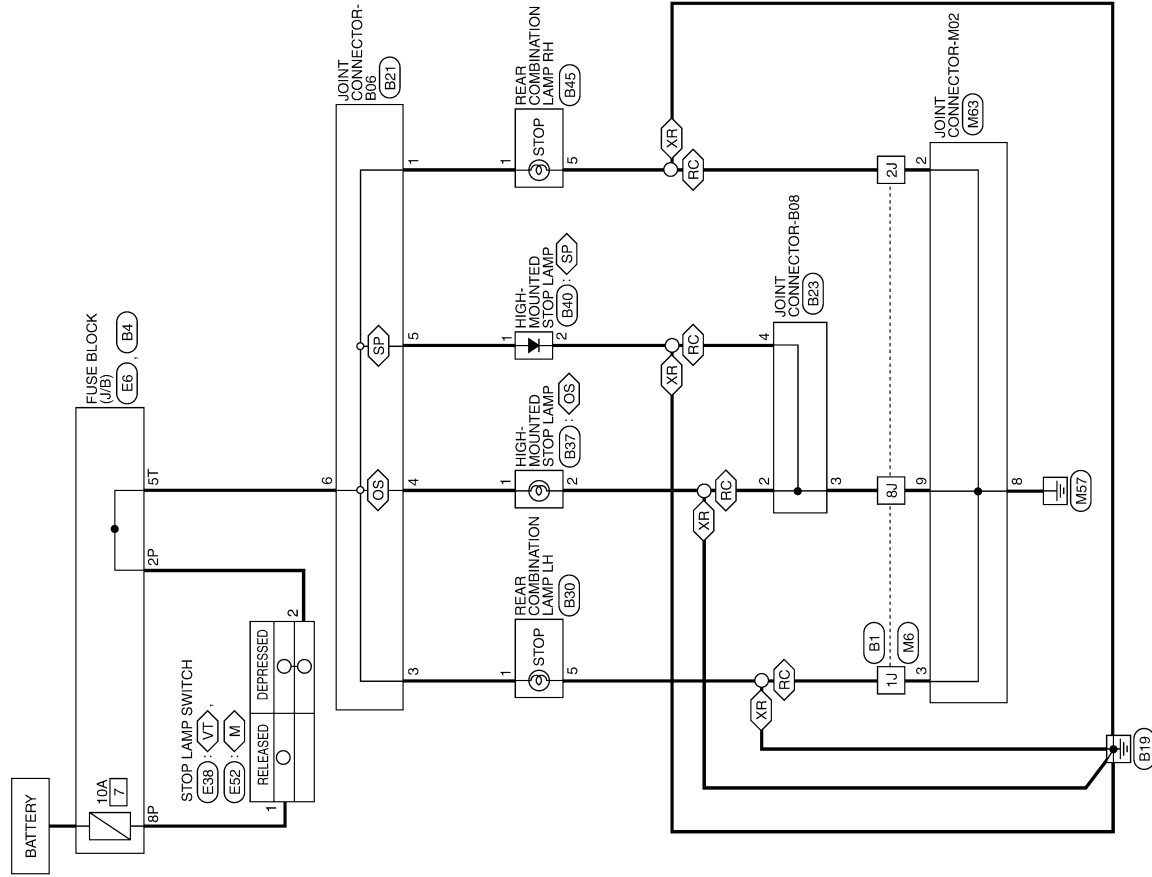 BATTERY
10A
7
8P
FUSE BLOCK
(J/B)
E6 , B4
2P
5T
STOP LAMP SWITCH
E38 : VT ,
E52 : M
RELEASED
DEPRESSED
1
2
JOINT
CONNECTOR-
B06
B21
6
OS
SP
3
4
5
1
REAR
COMBINATION
LAMP LH
B30
1
STOP
5
HIGH-
MOUNTED
STOP LAMP
B37 : OS
1
2
HIGH-
MOUNTED
STOP LAMP
B40 : SP
1
2
REAR
COMBINATION
LAMP RH
B45
1
STOP
5
XR
RC
XR
RC
XR
RC
XR
RC
JOINT
CONNECTOR-B08
B23
2
4
3
B1
M6
1J
8J
2J
3
9
2
JOINT
CONNECTOR-M02
M63
8
M57
B19